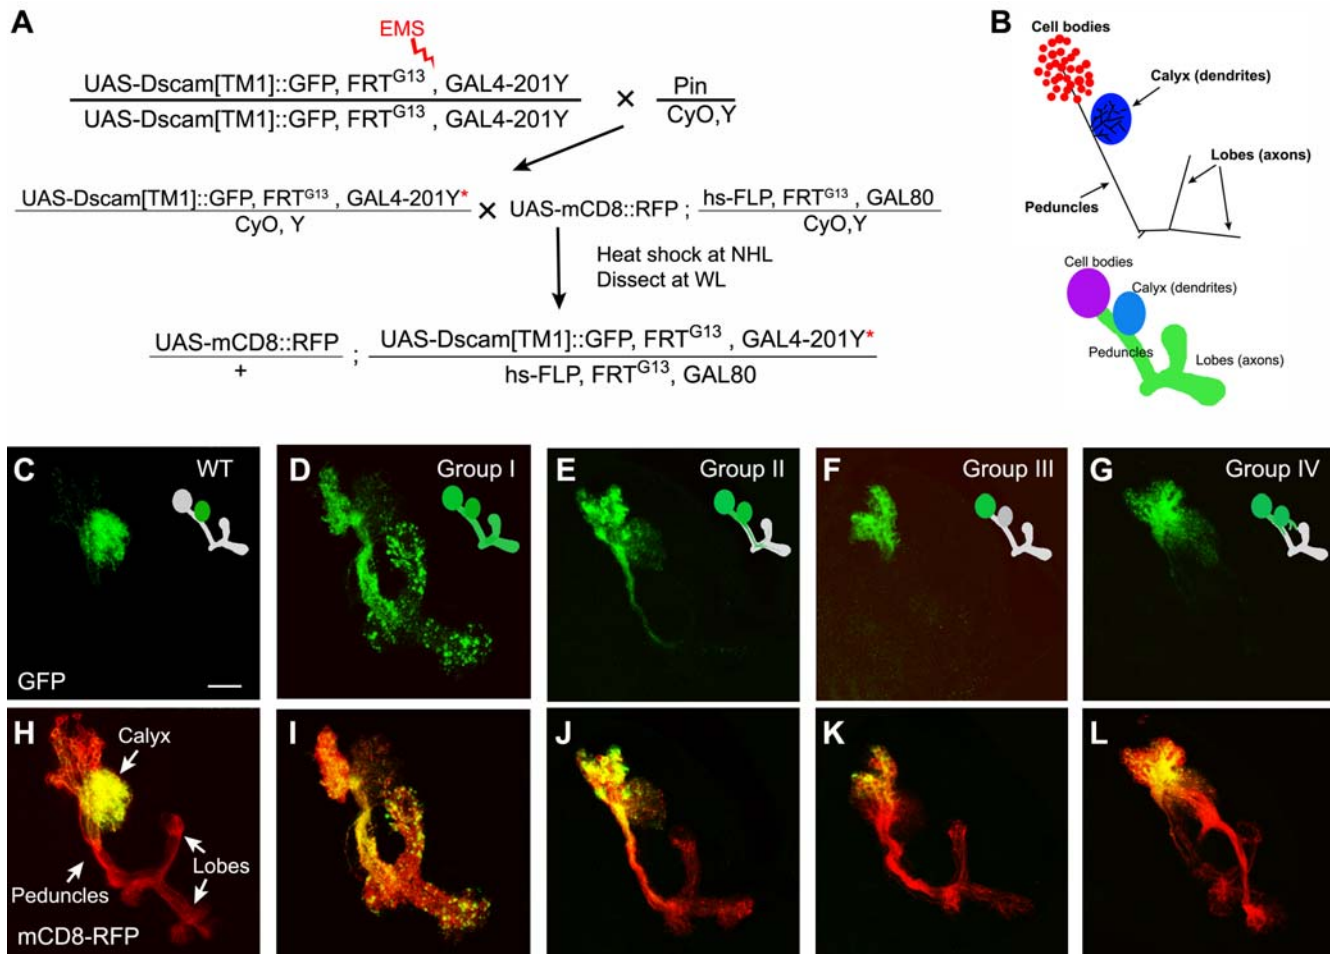 A
EMS
UAS-Dscam[TM1]::GFP, FRT^G13 , GAL4-201Y
UAS-Dscam[TM1]::GFP, FRT^G13 , GAL4-201Y
×
Pin
CyO,Y
UAS-Dscam[TM1]::GFP, FRT^G13 , GAL4-201Y*
CyO, Y
×
UAS-mCD8::RFP ;
hs-FLP, FRT^G13 , GAL80
CyO,Y
Heat shock at NHL
Dissect at WL
UAS-mCD8::RFP
+
;
UAS-Dscam[TM1]::GFP, FRT^G13 , GAL4-201Y*
hs-FLP, FRT^G13, GAL80
B
Cell bodies
Calyx (dendrites)
Lobes (axons)
Peduncles
Cell bodies
Calyx (dendrites)
Peduncles
Lobes (axons)
C
WT
GFP
D
Group I
E
Group II
F
Group III
G
Group IV
H
Calyx
Lobes
Peduncles
mCD8-RFP
I
J
K
L